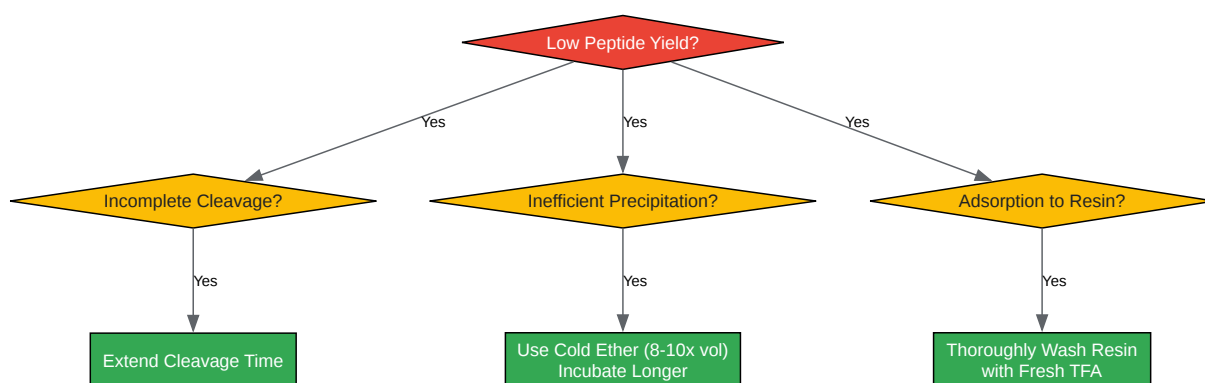 Low Peptide Yield?
Yes
Yes
Yes
Incomplete Cleavage?
Inefficient Precipitation?
Adsorption to Resin?
Yes
Yes
Yes
Extend Cleavage Time
Use Cold Ether (8-10x vol)
Incubate Longer
Thoroughly Wash Resin
with Fresh TFA